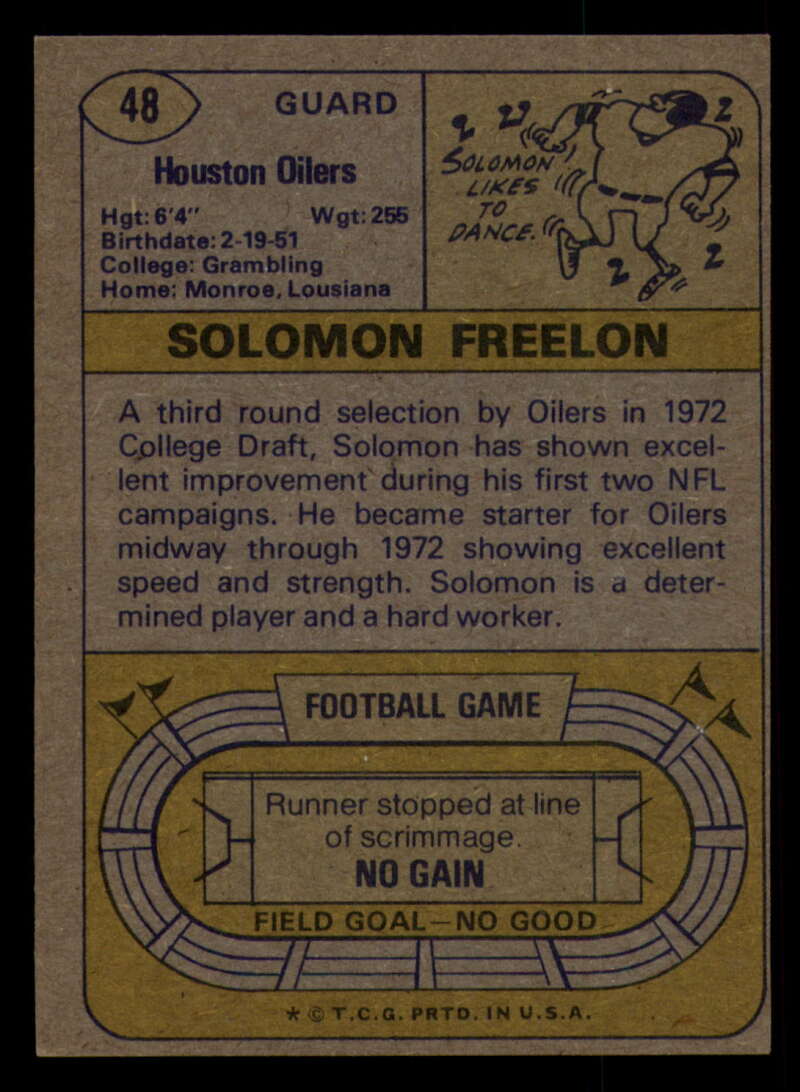 48
GUARD
Houston Oilers
Hgt: 6'4" Wgt: 255
Birthdate: 2-19-51
College: Grambling
Home: Monroe, Lousiana
SOLOMON
LIKES
TO
DANCE.
SOLOMON FREELON
A third round selection by Oilers in 1972
College Draft, Solomon has shown excel-
lent improvement during his first two NFL
campaigns. He became starter for Oilers
midway through 1972 showing excellent
speed and strength. Solomon is a deter-
mined player and a hard worker.
FOOTBALL GAME
Runner stopped at line
of scrimmage.
NO GAIN
FIELD GOAL—NO GOOD
* © T.C.G. PRTD. IN U.S.A.